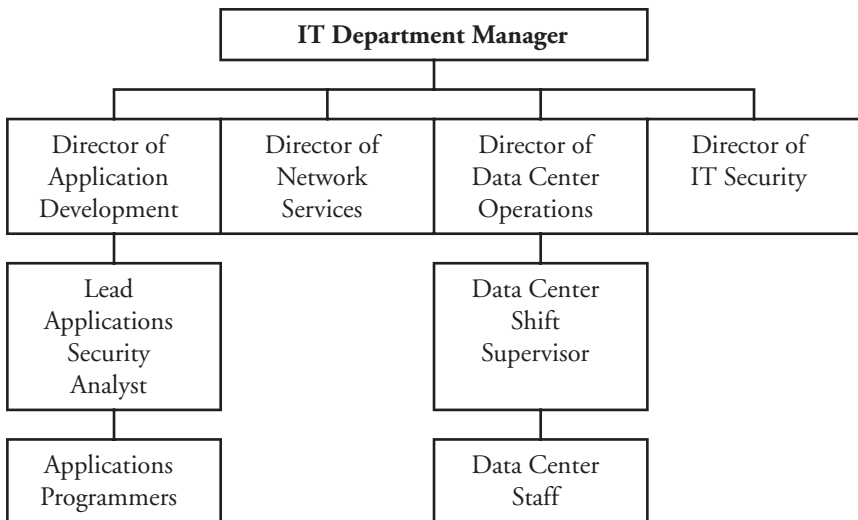 IT Department Manager
Director of
Application
Development
Director of
Network
Services
Director of
Data Center
Operations
Director of
IT Security
Lead
Applications
Security
Analyst
Data Center
Shift
Supervisor
Applications
Programmers
Data Center
Staff